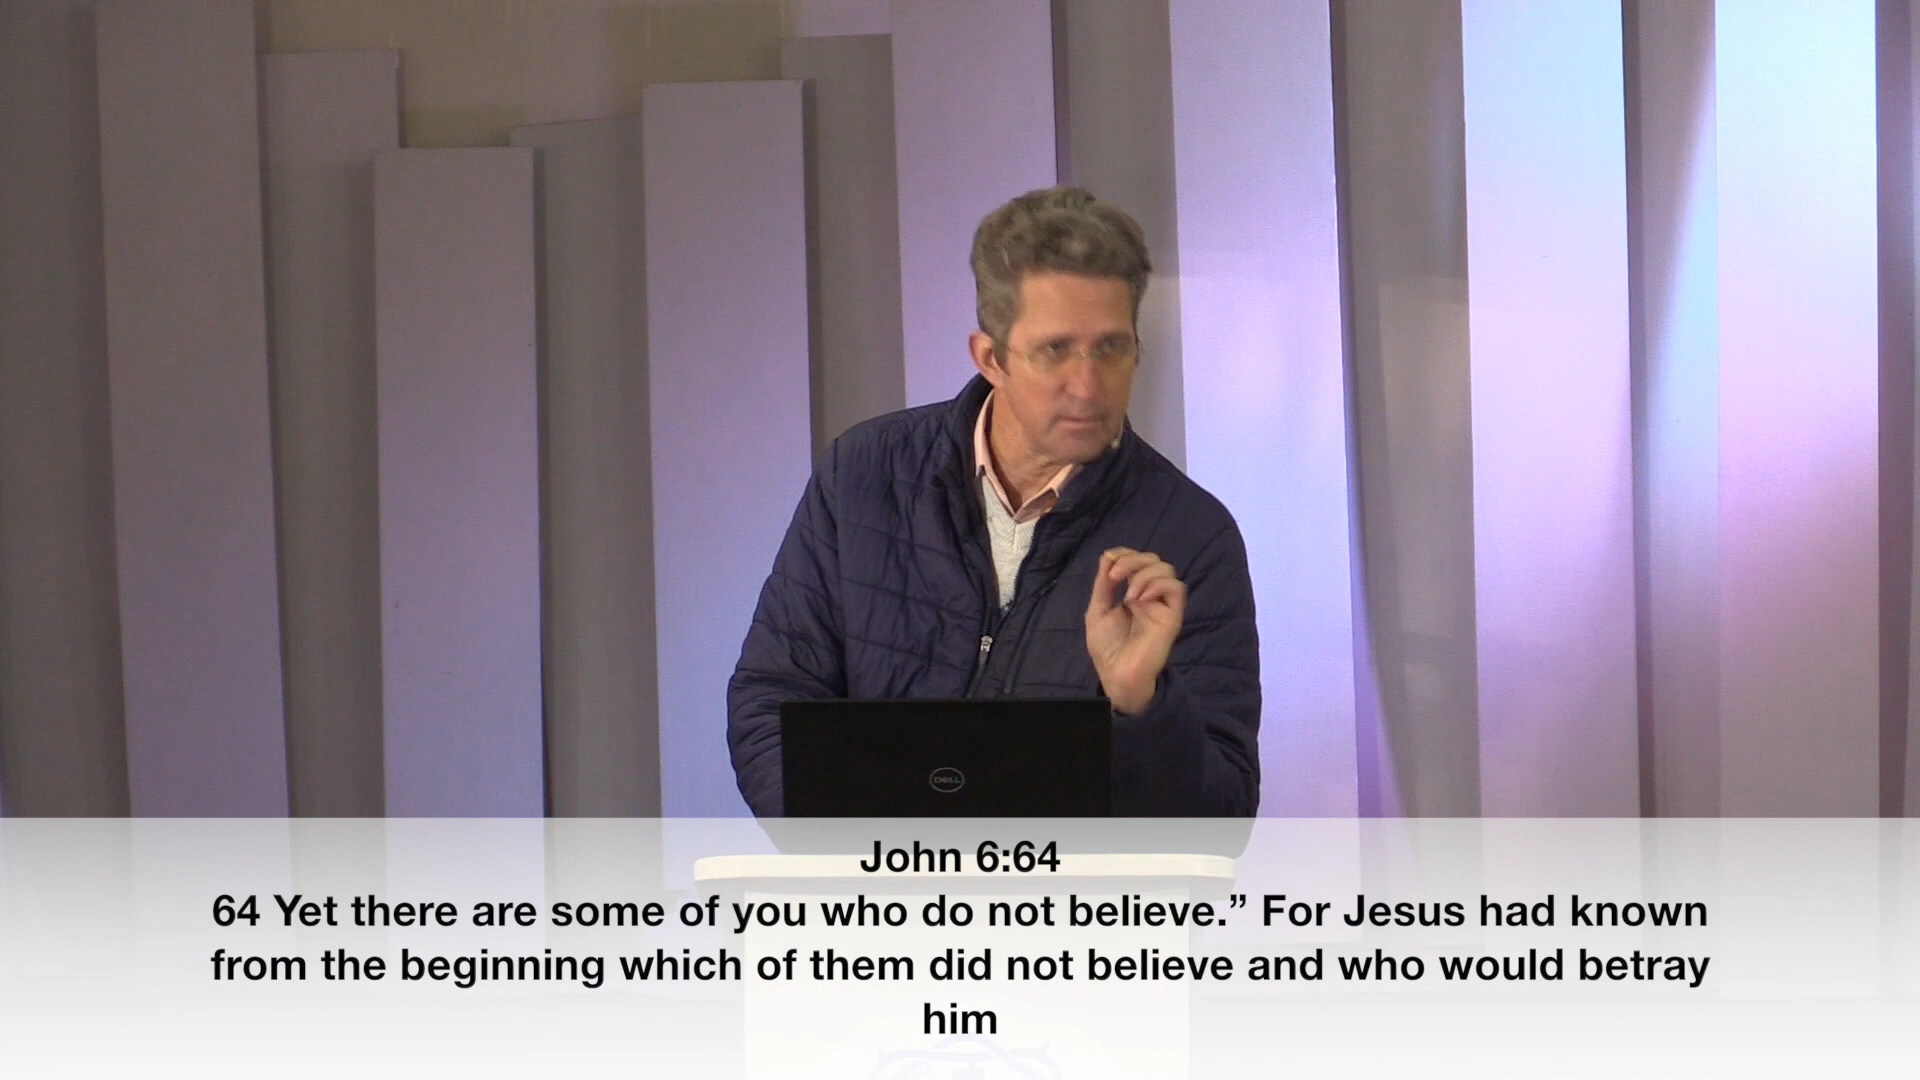 DELL
John 6:64
64 Yet there are some of you who do not believe.” For Jesus had known
from the beginning which of them did not believe and who would betray
him